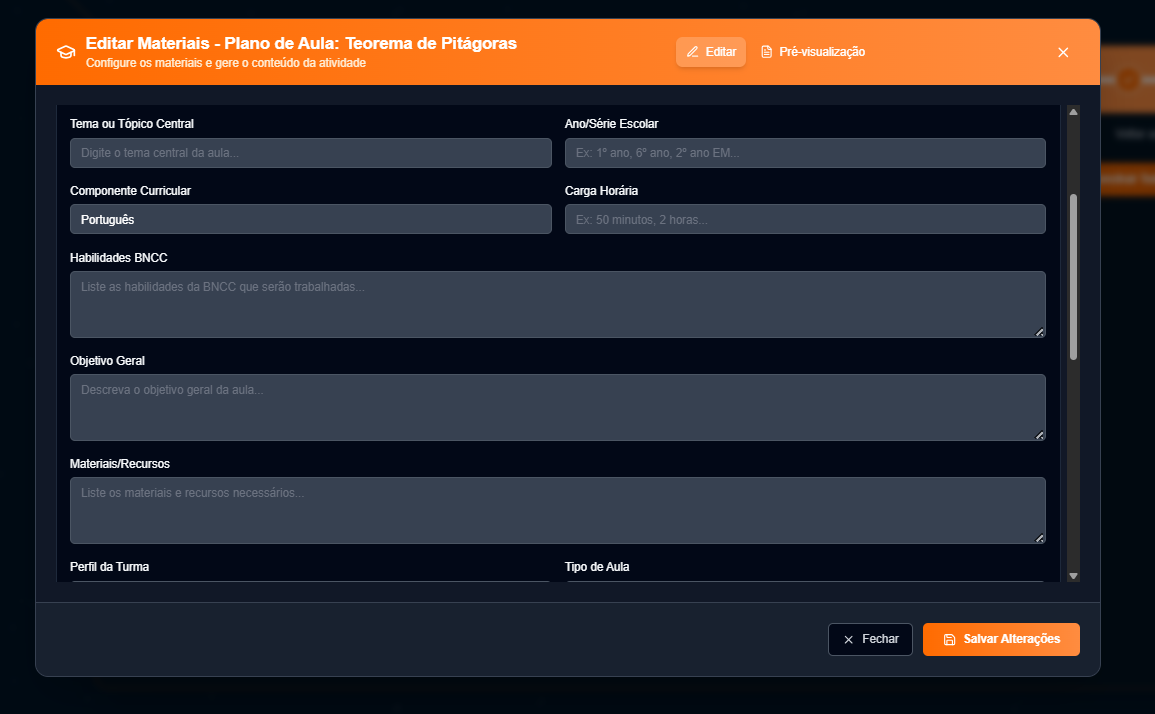 Editar Materiais - Plano de Aula: Teorema de Pitágoras
Configure os materiais e gere o conteúdo da atividade
Editar
Pré-visualização
Tema ou Tópico Central
Ano/Série Escolar
Digite o tema central da aula...
Ex: 1º ano, 6º ano, 2º ano EM...
Componente Curricular
Carga Horária
Português
Ex: 50 minutos, 2 horas...
Habilidades BNCC
Liste as habilidades da BNCC que serão trabalhadas...
Objetivo Geral
Descreva o objetivo geral da aula...
Materiais/Recursos
Liste os materiais e recursos necessários...
Perfil da Turma
Tipo de Aula
Fechar
Salvar Alterações